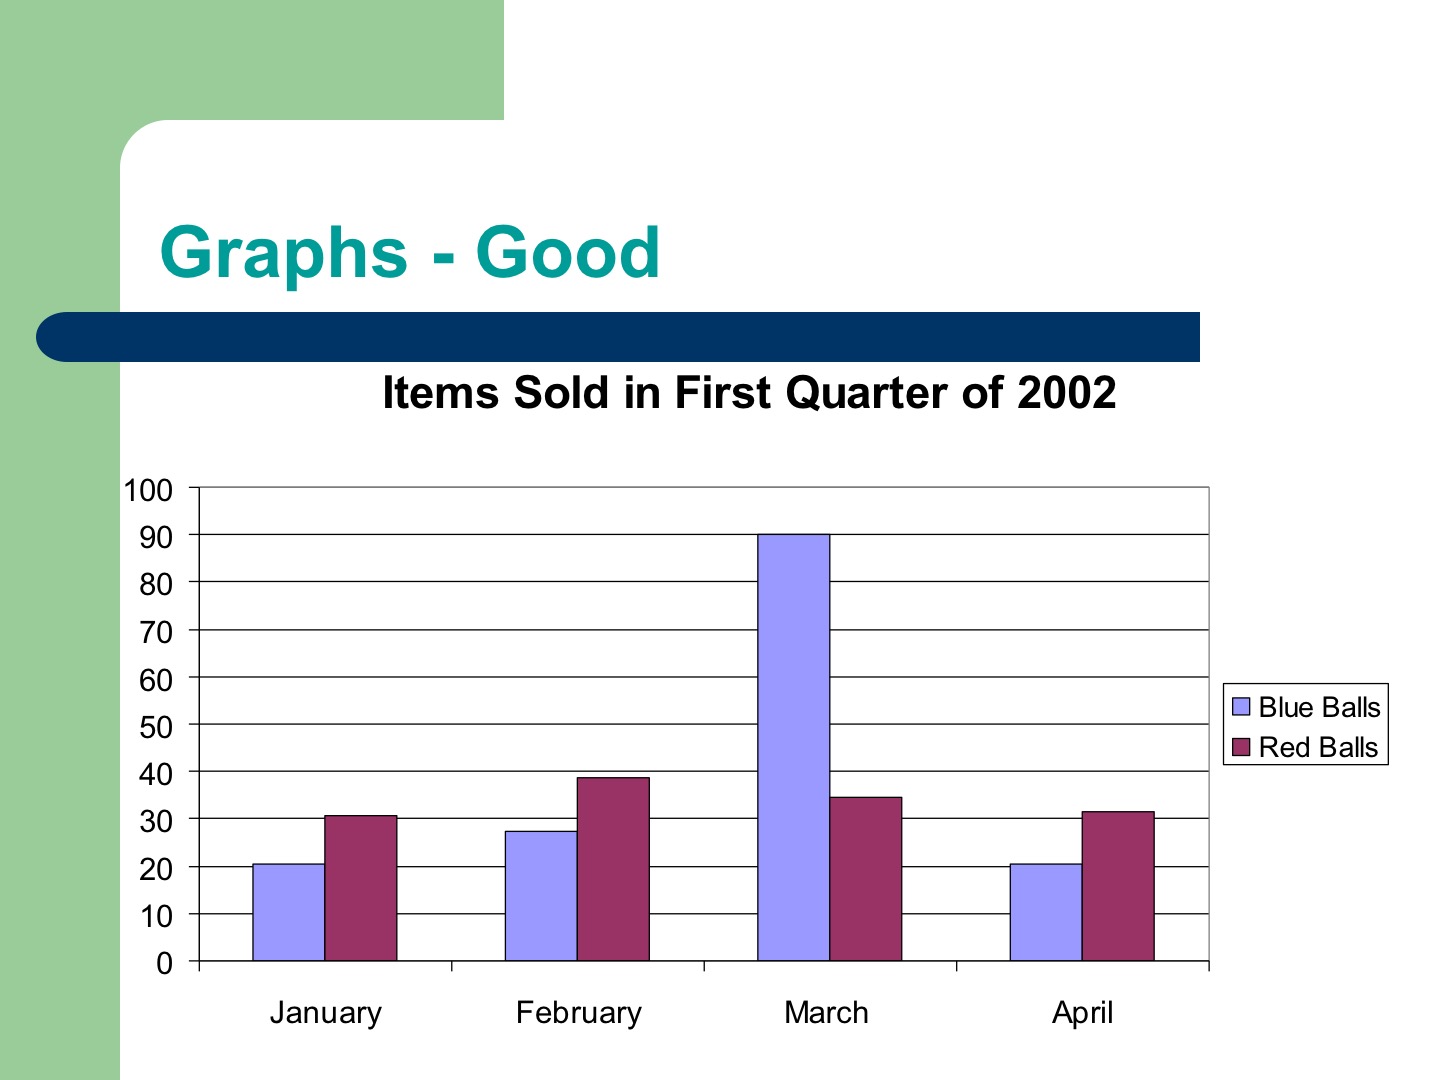 Graphs - Good
Items Sold in First Quarter of 2002
100
90
80
70
60
50
40
30
20
10
0
January February March April
Blue Balls
Red Balls